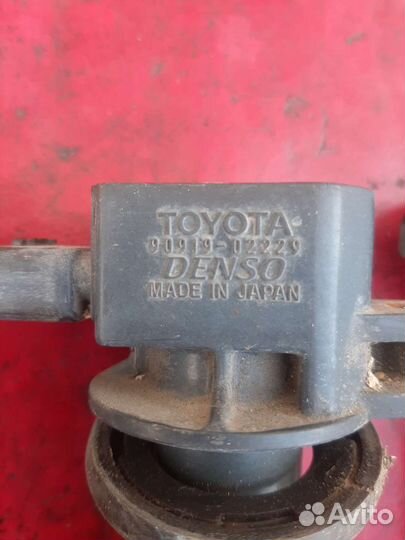 TOYOTA
90919-02229
DENSO
MADE IN JAPAN
Avito